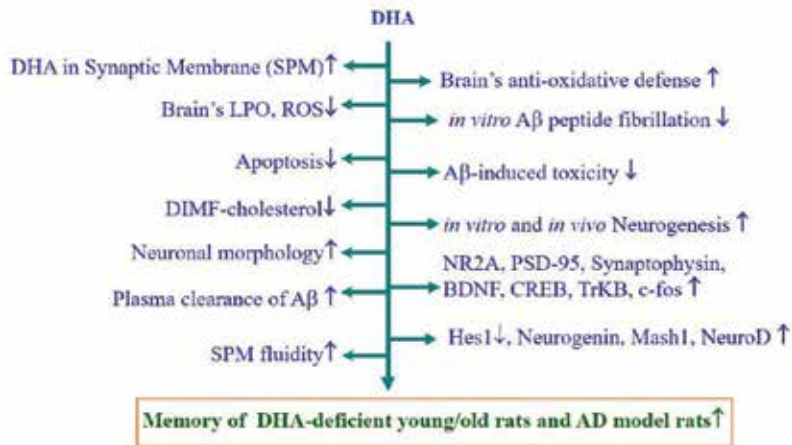 DHA
DHA in Synaptic Membrane (SPM)↑
Brain's anti-oxidative defense ↑
Brain's LPO, ROS↓
in vitro Aβ peptide fibrillation ↓
Apoptosis↓
Aβ-induced toxicity ↓
DIMF-cholesterol↓
in vitro and in vivo Neurogenesis ↑
Neuronal morphology↑
NR2A, PSD-95, Synaptophysin,
BDNF, CREB, TrKB, c-fos ↑
Plasma clearance of Aβ ↑
Hes1↓, Neurogenin, Mash1, NeuroD ↑
SPM fluidity↑
Memory of DHA-deficient young/old rats and AD model rats↑